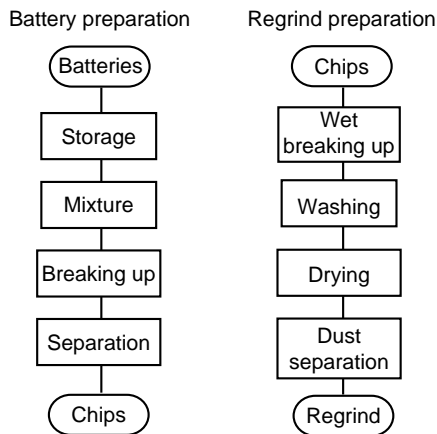 Battery preparation
Batteries
Storage
Mixture
Breaking up
Separation
Chips
Regrind preparation
Chips
Wet
breaking up
Washing
Drying
Dust
separation
Regrind